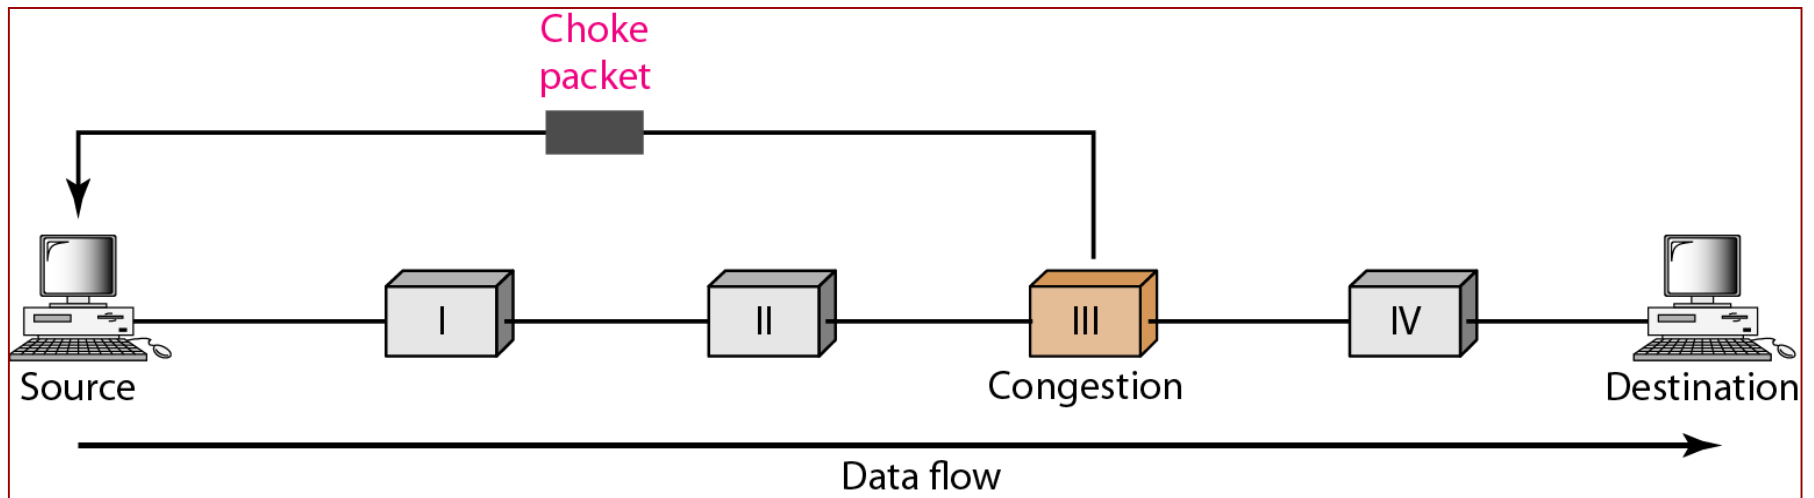 Choke
packet
I
II
III
IV
Source
Congestion
Destination
Data flow